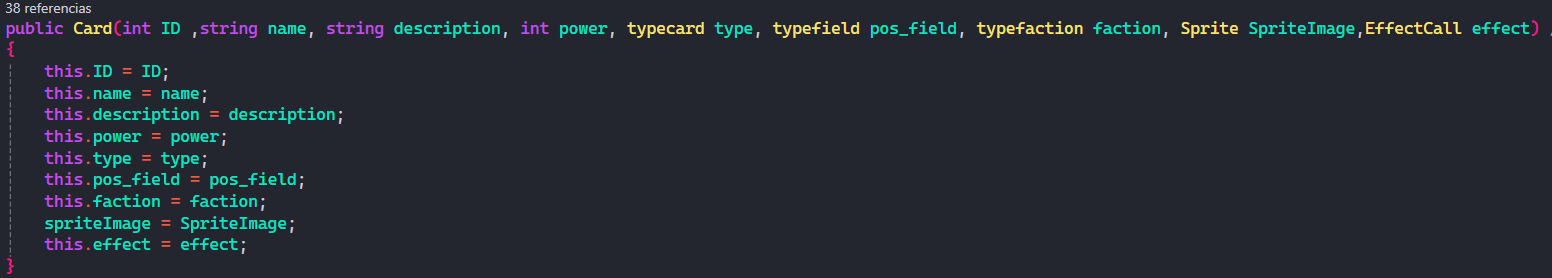 38 referencias
public Card(int ID ,string name, string description, int power, typecard type, typefield pos_field, typefaction faction, Sprite SpriteImage,EffectCall effect)
{
this.ID = ID;
this.name = name;
this.description = description;
this.power = power;
this.type = type;
this.pos_field = pos_field;
this.faction = faction;
spriteImage = SpriteImage;
this.effect = effect;
}